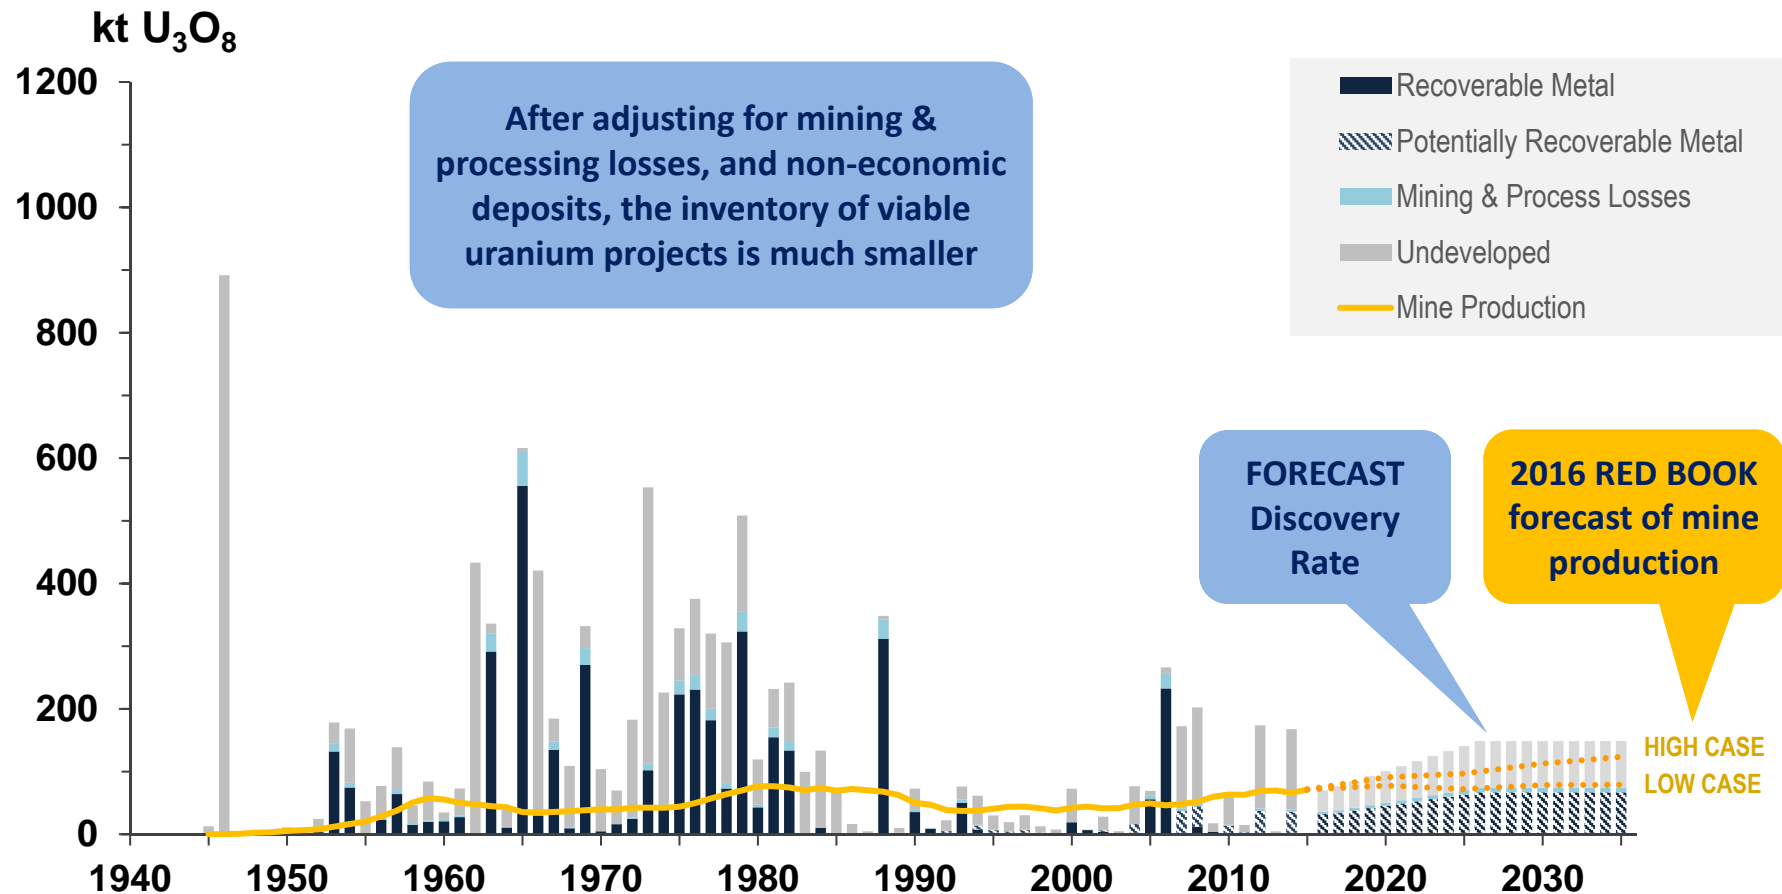 kt U₃O₈
1200
1000
800
600
400
200
0
After adjusting for mining &
processing losses, and non-economic
deposits, the inventory of viable
uranium projects is much smaller
Recoverable Metal
Potentially Recoverable Metal
Mining & Process Losses
Undeveloped
Mine Production
FORECAST
Discovery
Rate
2016 RED BOOK
forecast of mine
production
HIGH CASE
LOW CASE
1940 1950 1960 1970 1980 1990 2000 2010 2020 2030